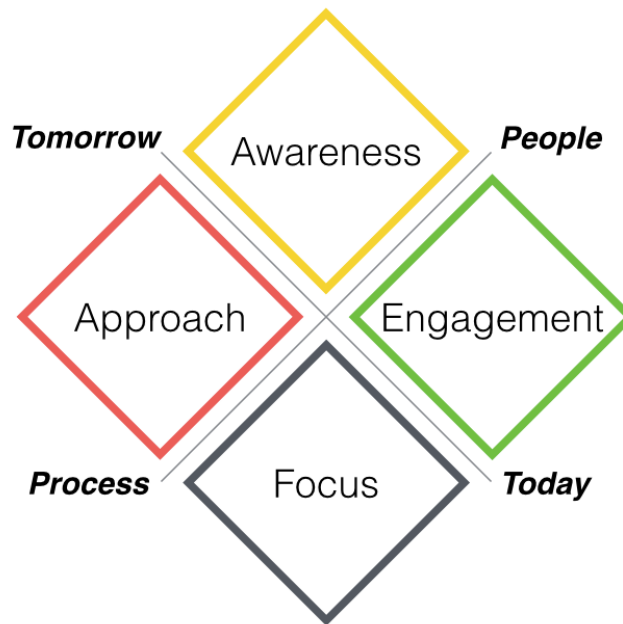 Tomorrow
People
Awareness
Approach
Engagement
Process
Focus
Today